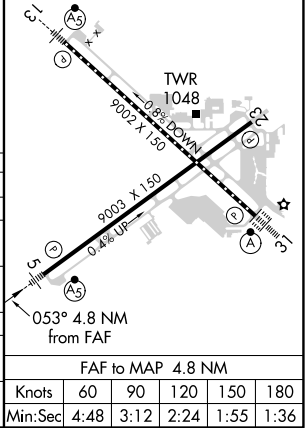 13
A5
P
x x
TWR
1048
0.8% DOWN
9002 X 150
23
P
9003 X 150
0.4% UP
P
P
A
31
5
A5
053° 4.8 NM
from FAF
FAF to MAP 4.8 NM
Knots 60 90 120 150 180
Min:Sec 4:48 3:12 2:24 1:55 1:36